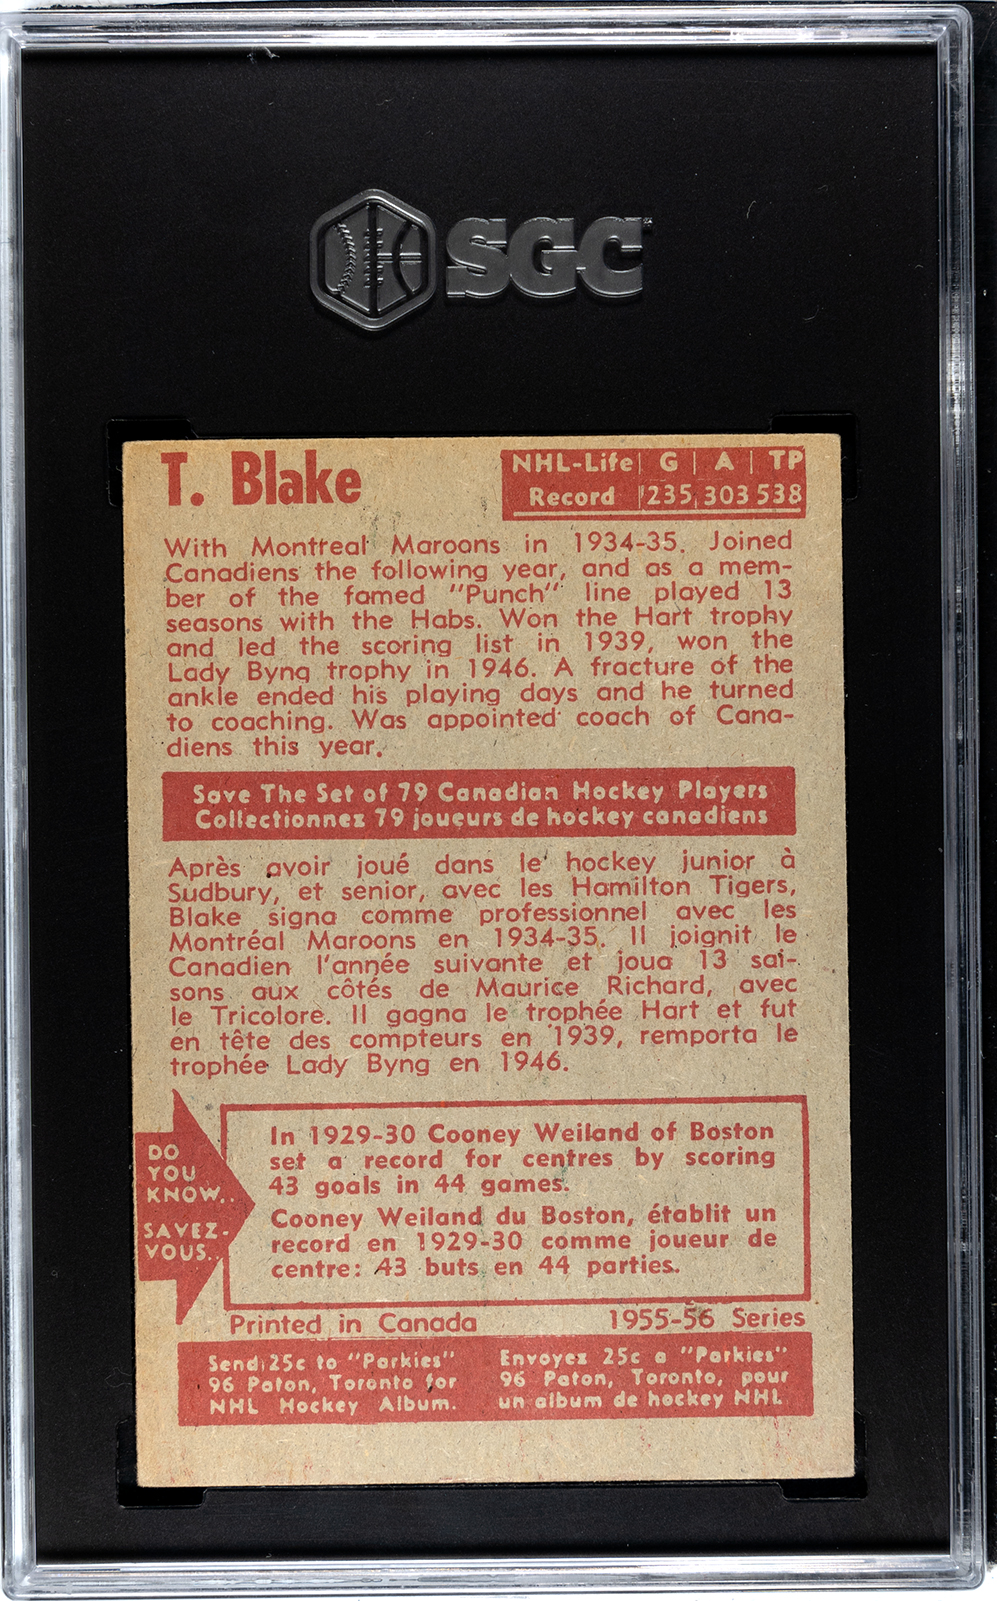 SGC
T. Blake
NHL-Life G A TP
Record 235 303 538
With Montreal Maroons in 1934-35. Joined
Canadiens the following year, and as a mem-
ber of the famed "Punch" line played 13
seasons with the Habs. Won the Hart trophy
and led the scoring list in 1939, won the
Lady Byng trophy in 1946. A fracture of the
ankle ended his playing days and he turned
to coaching. Was appointed coach of Cana-
diens this year.
Save The Set of 79 Canadian Hockey Players
Collectionnez 79 joueurs de hockey canadiens
Après avoir joué dans le hockey junior à
Sudbury, et senior, avec les Hamilton Tigers,
Blake signa comme professionnel avec les
Montréal Maroons en 1934-35. Il joignit le
Canadien l'année suivante et joua 13 sai-
sons aux côtés de Maurice Richard, avec
le Tricolore. Il gagna le trophée Hart et fut
en tête des compteurs en 1939, remporta le
trophée Lady Byng en 1946.
DO
YOU
KNOW..
SAVEZ-
VOUS..
In 1929-30 Cooney Weiland of Boston
set a record for centres by scoring
43 goals in 44 games.
Cooney Weiland du Boston, établit un
record en 1929-30 comme joueur de
centre: 43 buts en 44 parties.
Printed in Canada 1955-56 Series
Send 25c to "Parkies"
96 Paton, Toronto for
NHL Hockey Album.
Envoyez 25c a "Parkies"
96 Paton, Toronto, pour
un album de hockey NHL